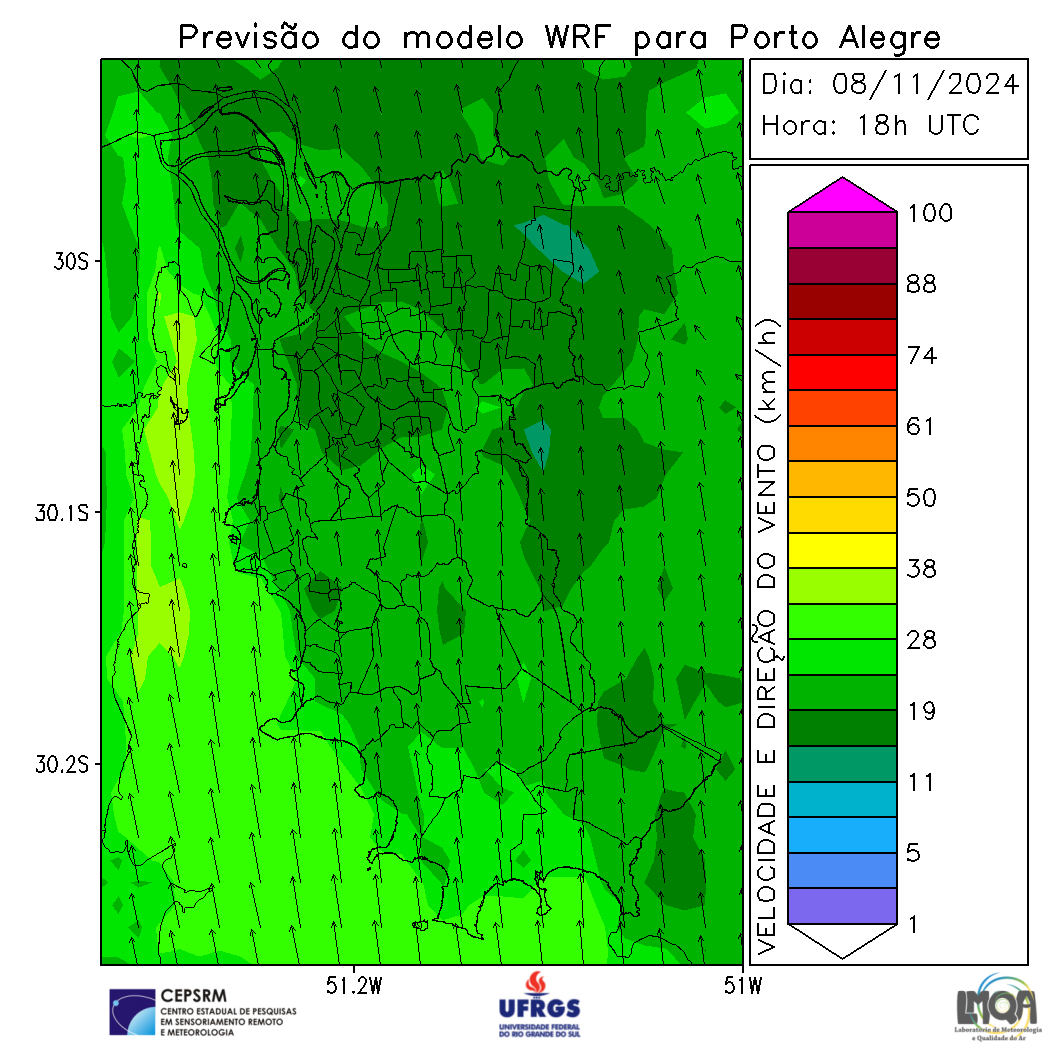 Previsão do modelo WRF para Porto Alegre
Dia: 08/11/2024
Hora: 18h UTC
30S
30.1S
30.2S
51.2W
51W
VELOCIDADE E DIREÇÃO DO VENTO (km/h)
100
88
74
61
50
38
28
19
11
5
1
CEPSRM
CENTRO ESTADUAL DE PESQUISAS
EM SENSORIAMENTO REMOTO
E METEOROLOGIA
UFRGS
UNIVERSIDADE FEDERAL
DO RIO GRANDE DO SUL
LMQA
Laboratório de Meteorologia
e Qualidade do Ar